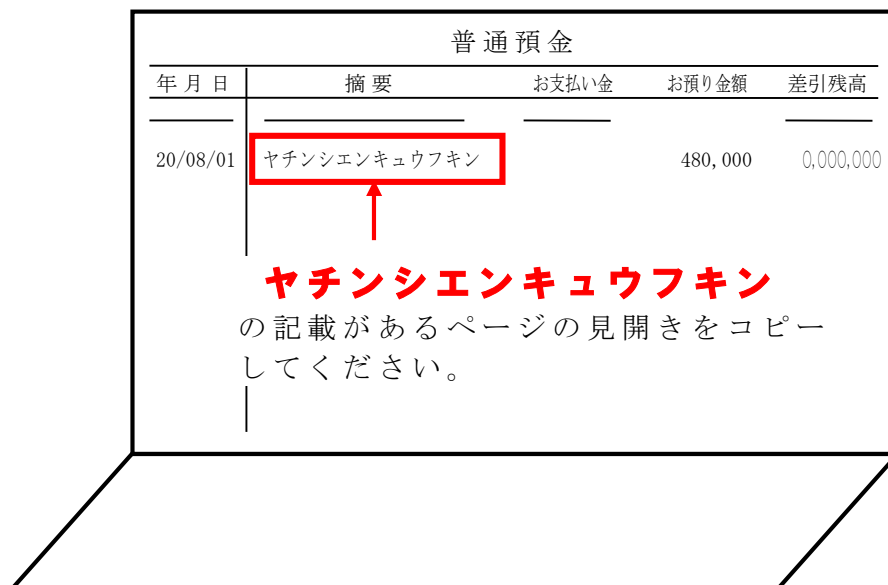 普通預金
年月日 摘要 お支払い金 お預り金額 差引残高
20/08/01 ヤチンシエンキュウフキン 480,000 0,000,000
ヤチンシエンキュウフキン
の記載があるページの見開きをコピー
してください。